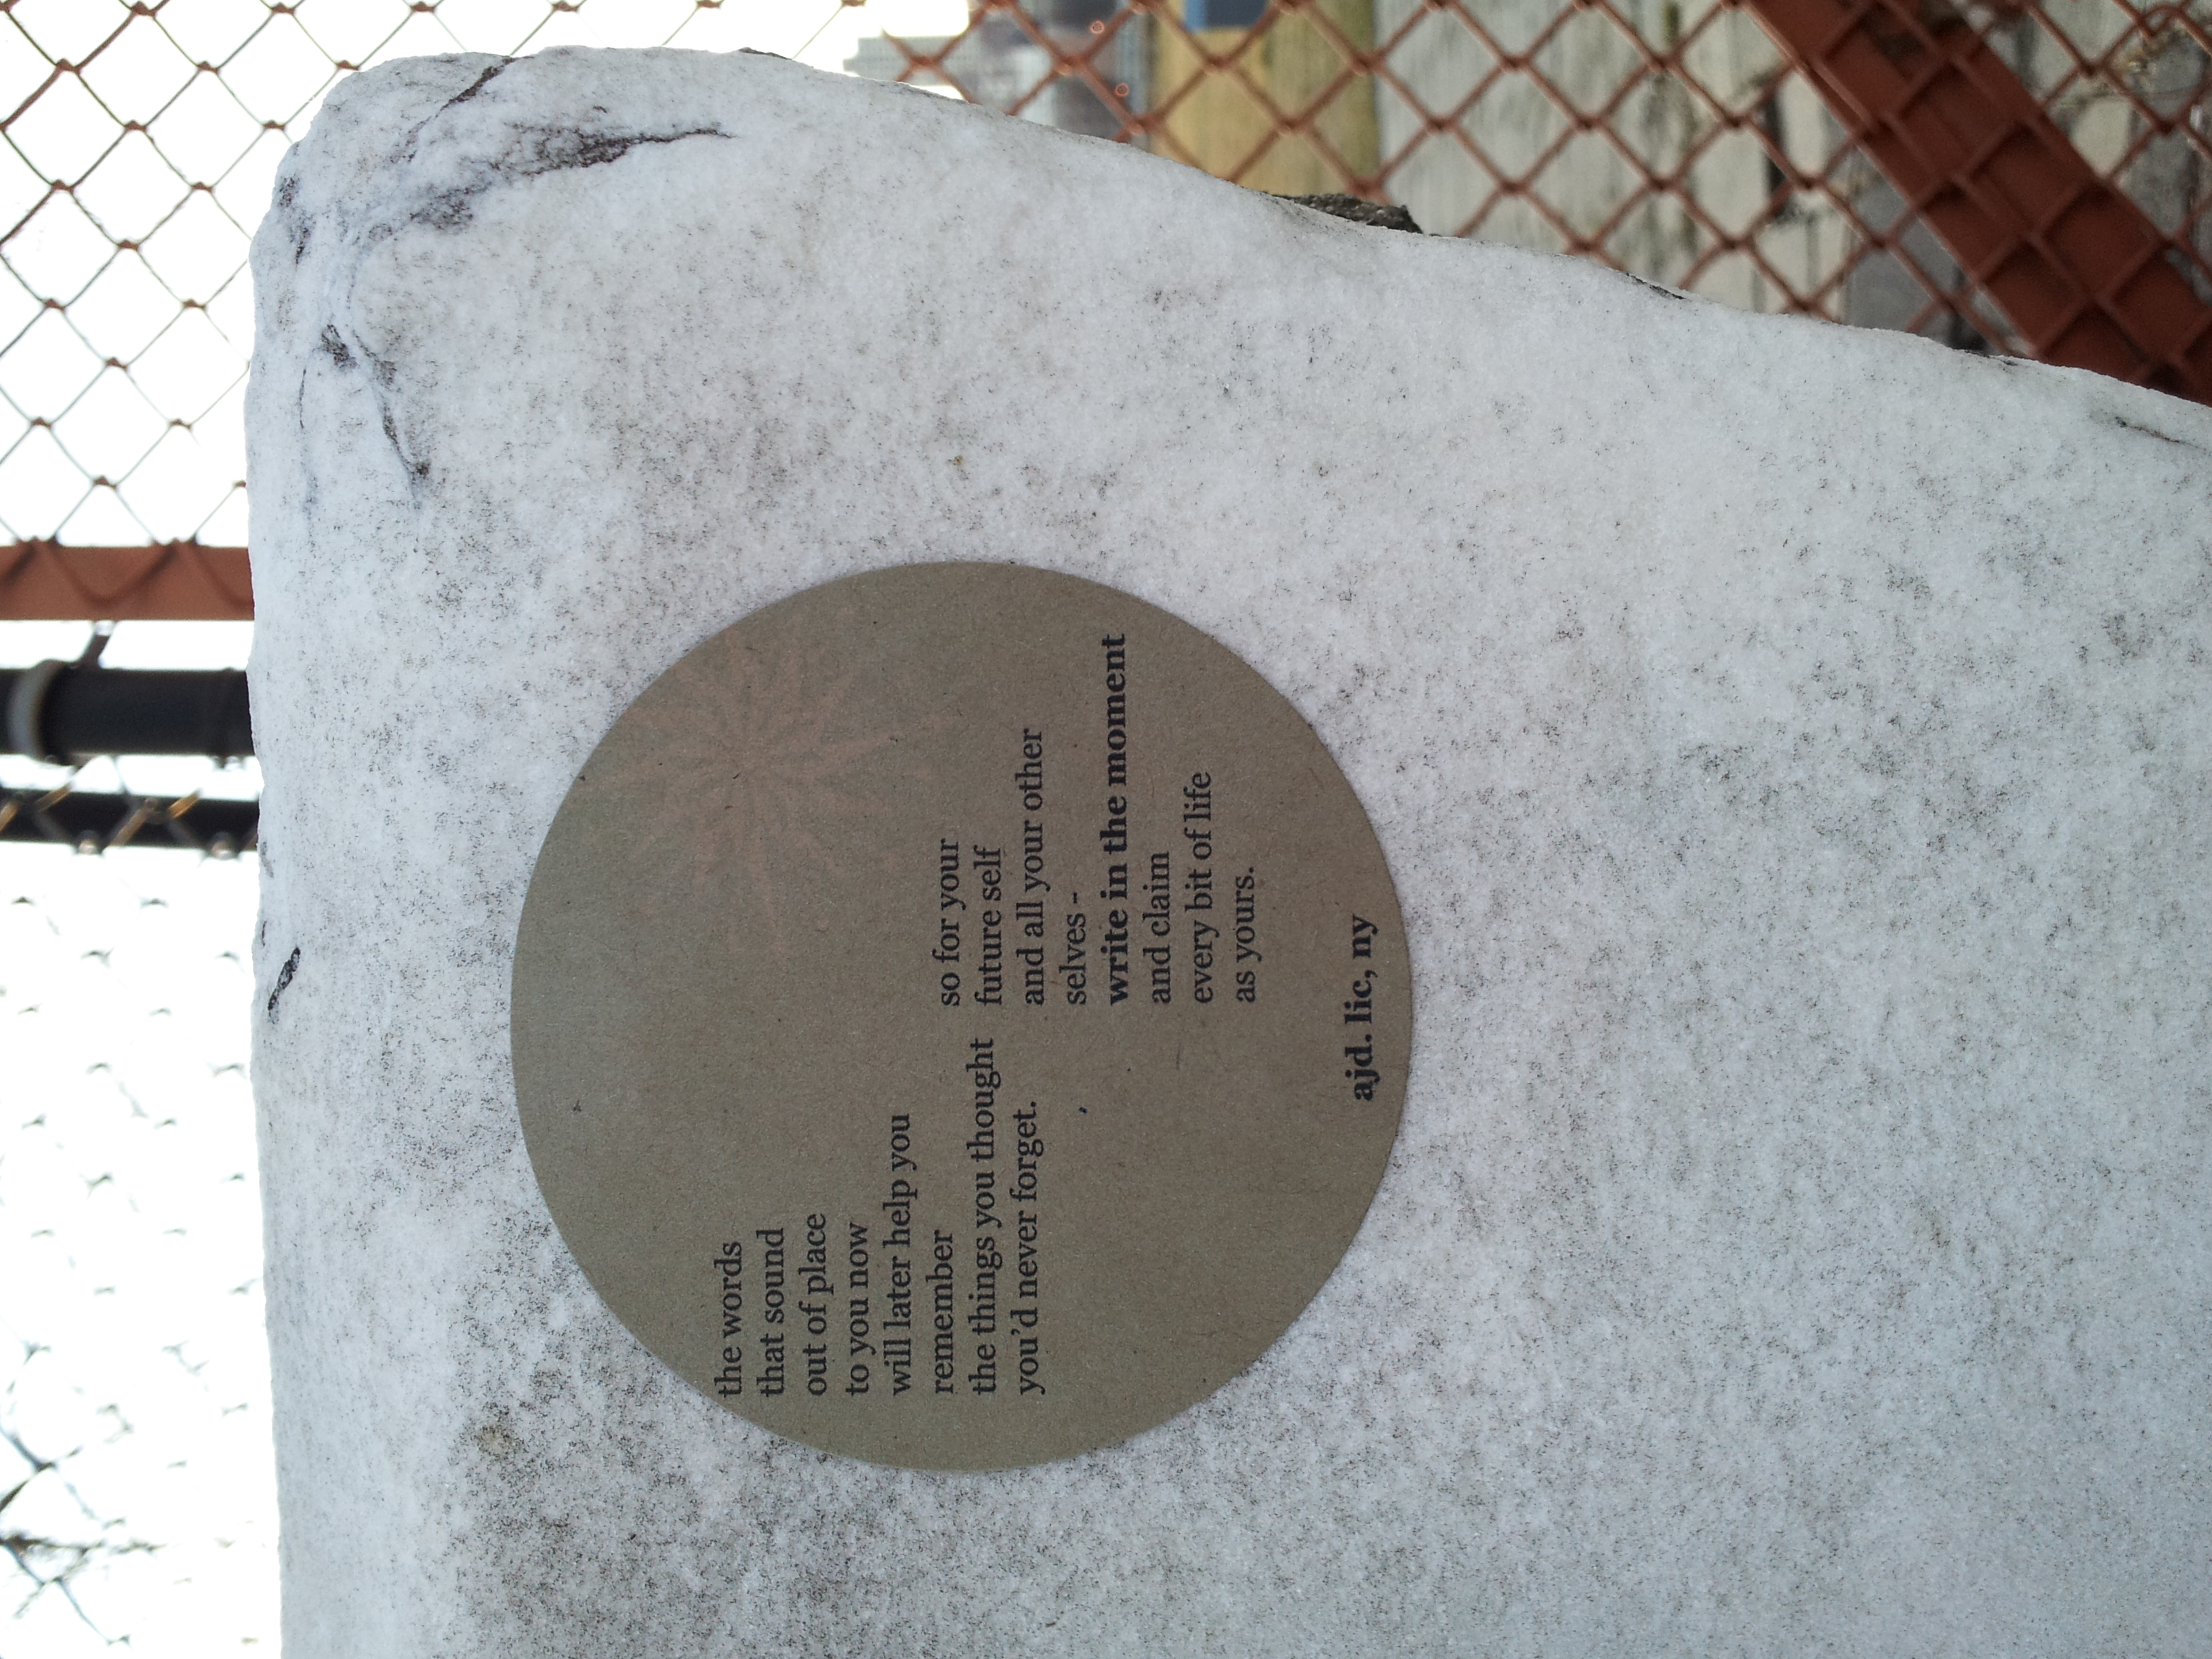 the words
that sound
out of place
to you now
will later help you
remember
the things you thought
you'd never forget.
so for your
future self
and all your other
selves -
write in the moment
and claim
every bit of life
as yours.
ajd. lic, ny